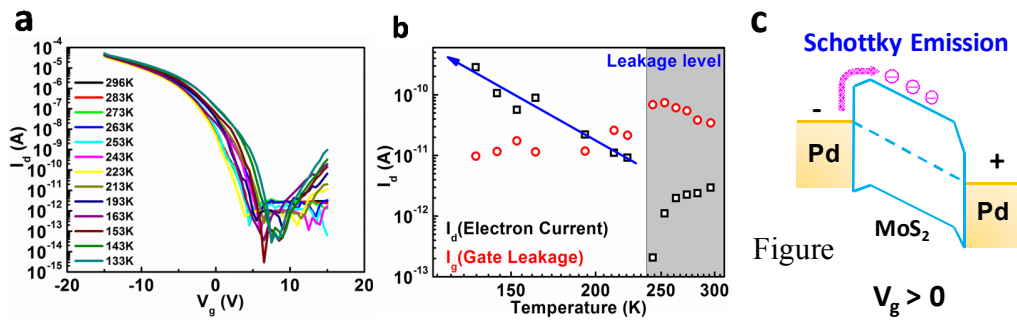 a
I_d (A)
10^-4
10^-5
10^-6
10^-7
10^-8
10^-9
10^-10
10^-11
10^-12
10^-13
10^-14
10^-15
296K
283K
273K
263K
253K
243K
223K
213K
193K
163K
153K
143K
133K
-20 -10 0 10 20
V_g (V)
b
I_d (A)
10^-10
10^-11
10^-12
10^-13
Leakage level
I_d(Electron Current)
I_g(Gate Leakage)
150 200 250 300
Temperature (K)
c
Schottky Emission
-
Pd
+
Pd
MoS_2
Figure
V_g > 0